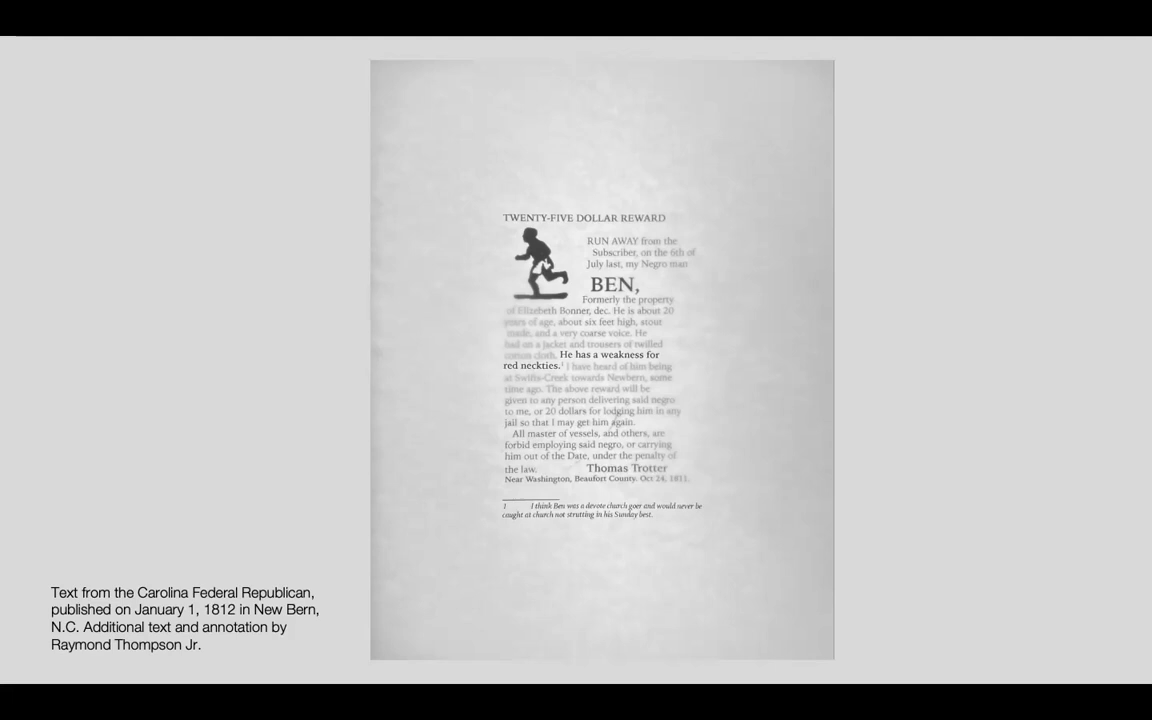 TWENTY-FIVE DOLLAR REWARD
RUN AWAY from the
Subscriber, on the 6th of
July last, my Negro man
BEN,
Formerly the property
of Elizabeth Bonner, dec. He is about 20
years of age, about six feet high, stout
made, and a very coarse voice. He
had on a jacket and trousers of twilled
cotton cloth. He has a weakness for
red neckties.¹ I have heard of him being
at Swifts-Creek towards Newbern, some
time ago. The above reward will be
given to any person delivering said negro
to me, or 20 dollars for lodging him in any
jail so that I may get him again.
All master of vessels, and others, are
forbid employing said negro, or carrying
him out of the Date, under the penalty of
the law. Thomas Trotter
Near Washington, Beaufort County. Oct 24, 1811.
1 I think Ben was a devote church goer and would never be
caught at church not strutting in his Sunday best.
Text from the Carolina Federal Republican,
published on January 1, 1812 in New Bern,
N.C. Additional text and annotation by
Raymond Thompson Jr.